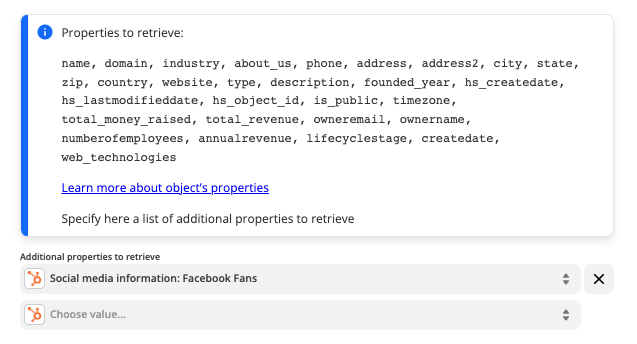 Properties to retrieve:
name, domain, industry, about_us, phone, address, address2, city, state,
zip, country, website, type, description, founded_year, hs_createdate,
hs_lastmodifieddate, hs_object_id, is_public, timezone,
total_money_raised, total_revenue, owneremail, ownername,
numberofemployees, annualrevenue, lifecyclestage, createdate,
web_technologies
Learn more about object's properties
Specify here a list of additional properties to retrieve
Additional properties to retrieve
Social media information: Facebook Fans
Choose value...